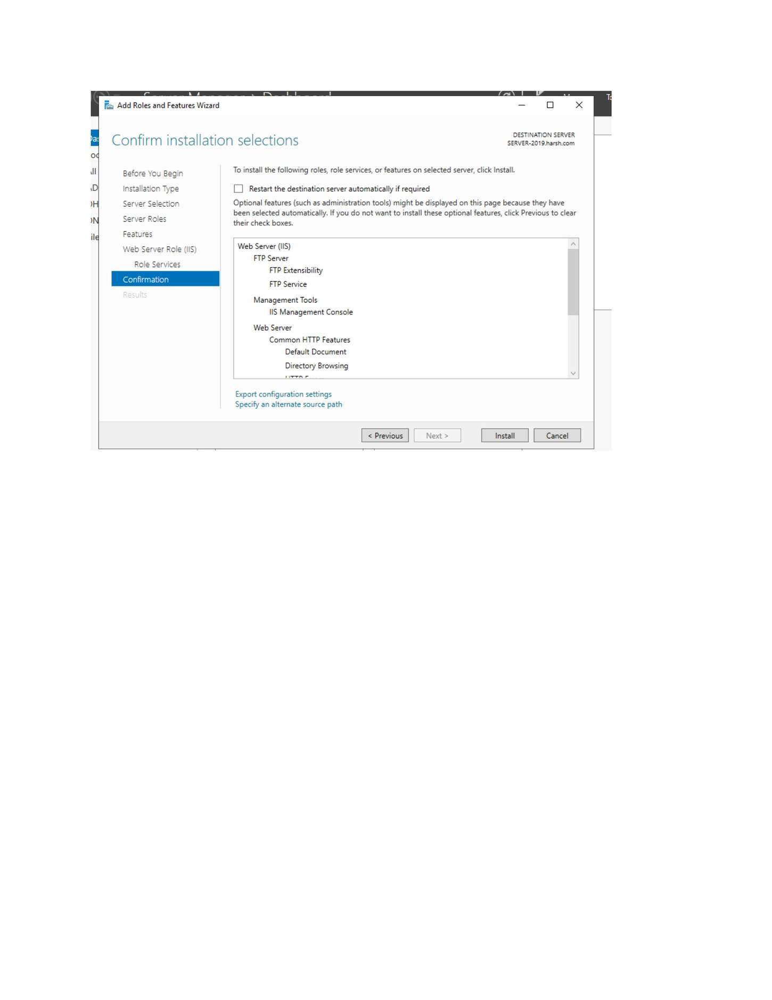 Server Manager › Dashboard
Add Roles and Features Wizard
Confirm installation selections
DESTINATION SERVER
SERVER-2019.harsh.com
Before You Begin
Installation Type
Server Selection
Server Roles
Features
Web Server Role (IIS)
Role Services
Confirmation
Results
To install the following roles, role services, or features on selected server, click Install.
Restart the destination server automatically if required
Optional features (such as administration tools) might be displayed on this page because they have
been selected automatically. If you do not want to install these optional features, click Previous to clear
their check boxes.
Web Server (IIS)
FTP Server
FTP Extensibility
FTP Service
Management Tools
IIS Management Console
Web Server
Common HTTP Features
Default Document
Directory Browsing
Export configuration settings
Specify an alternate source path
< Previous
Next >
Install
Cancel